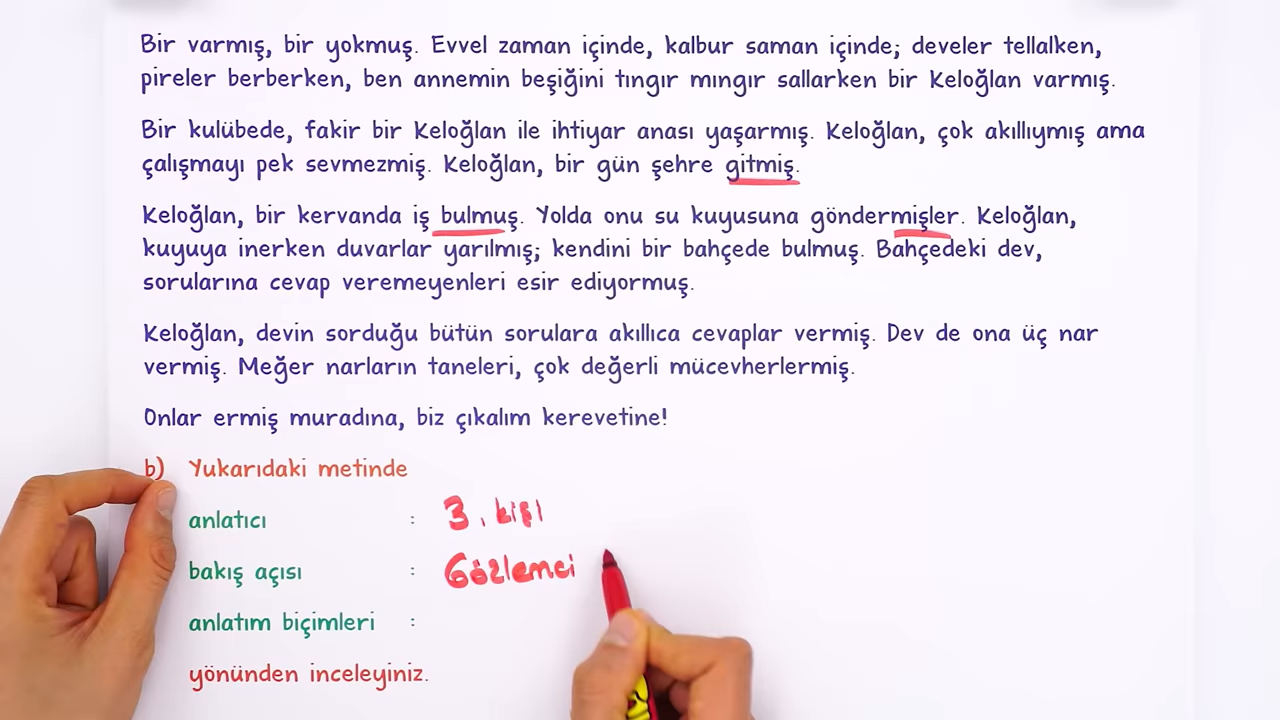 Bir varmış, bir yokmuş. Evvel zaman içinde, kalbur saman içinde; develer tellalken,
pireler berberken, ben annemin beşiğini tıngır mıngır sallarken bir Keloğlan varmış.
Bir kulübede, fakir bir Keloğlan ile ihtiyar anası yaşarmış. Keloğlan, çok akıllıymış ama
çalışmayı pek sevmezmiş. Keloğlan, bir gün şehre gitmiş.
Keloğlan, bir kervanda iş bulmuş. Yolda onu su kuyusuna göndermişler. Keloğlan,
kuyuya inerken duvarlar yarılmış; kendini bir bahçede bulmuş. Bahçedeki dev,
sorularına cevap veremeyenleri esir ediyormuş.
Keloğlan, devin sorduğu bütün sorulara akıllıca cevaplar vermiş. Dev de ona üç nar
vermiş. Meğer narların taneleri, çok değerli mücevherlermiş.
Onlar ermiş muradına, biz çıkalım kerevetine!
b) Yukarıdaki metinde
anlatıcı : 3. kişi
bakış açısı : Gözlemci
anlatım biçimleri :
yönünden inceleyiniz.